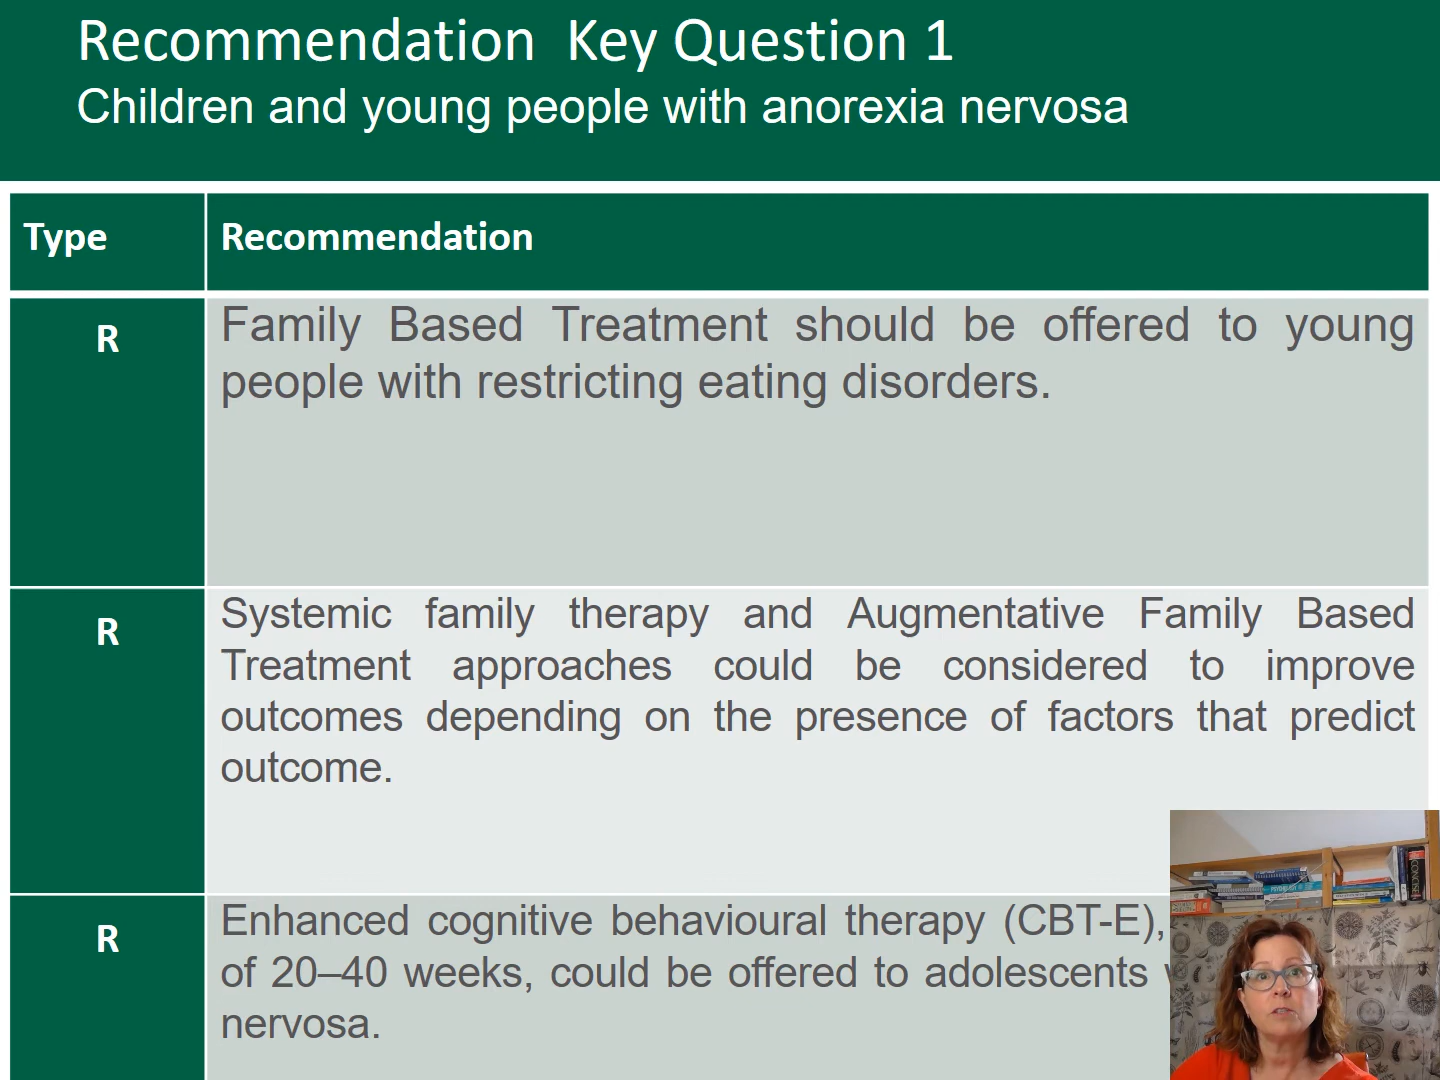 Recommendation Key Question 1
Children and young people with anorexia nervosa
Type
Recommendation
R
Family Based Treatment should be offered to young
people with restricting eating disorders.
R
Systemic family therapy and Augmentative Family Based
Treatment approaches could be considered to improve
outcomes depending on the presence of factors that predict
outcome.
R
Enhanced cognitive behavioural therapy (CBT-E),
of 20–40 weeks, could be offered to adolescents
nervosa.
CONCISE